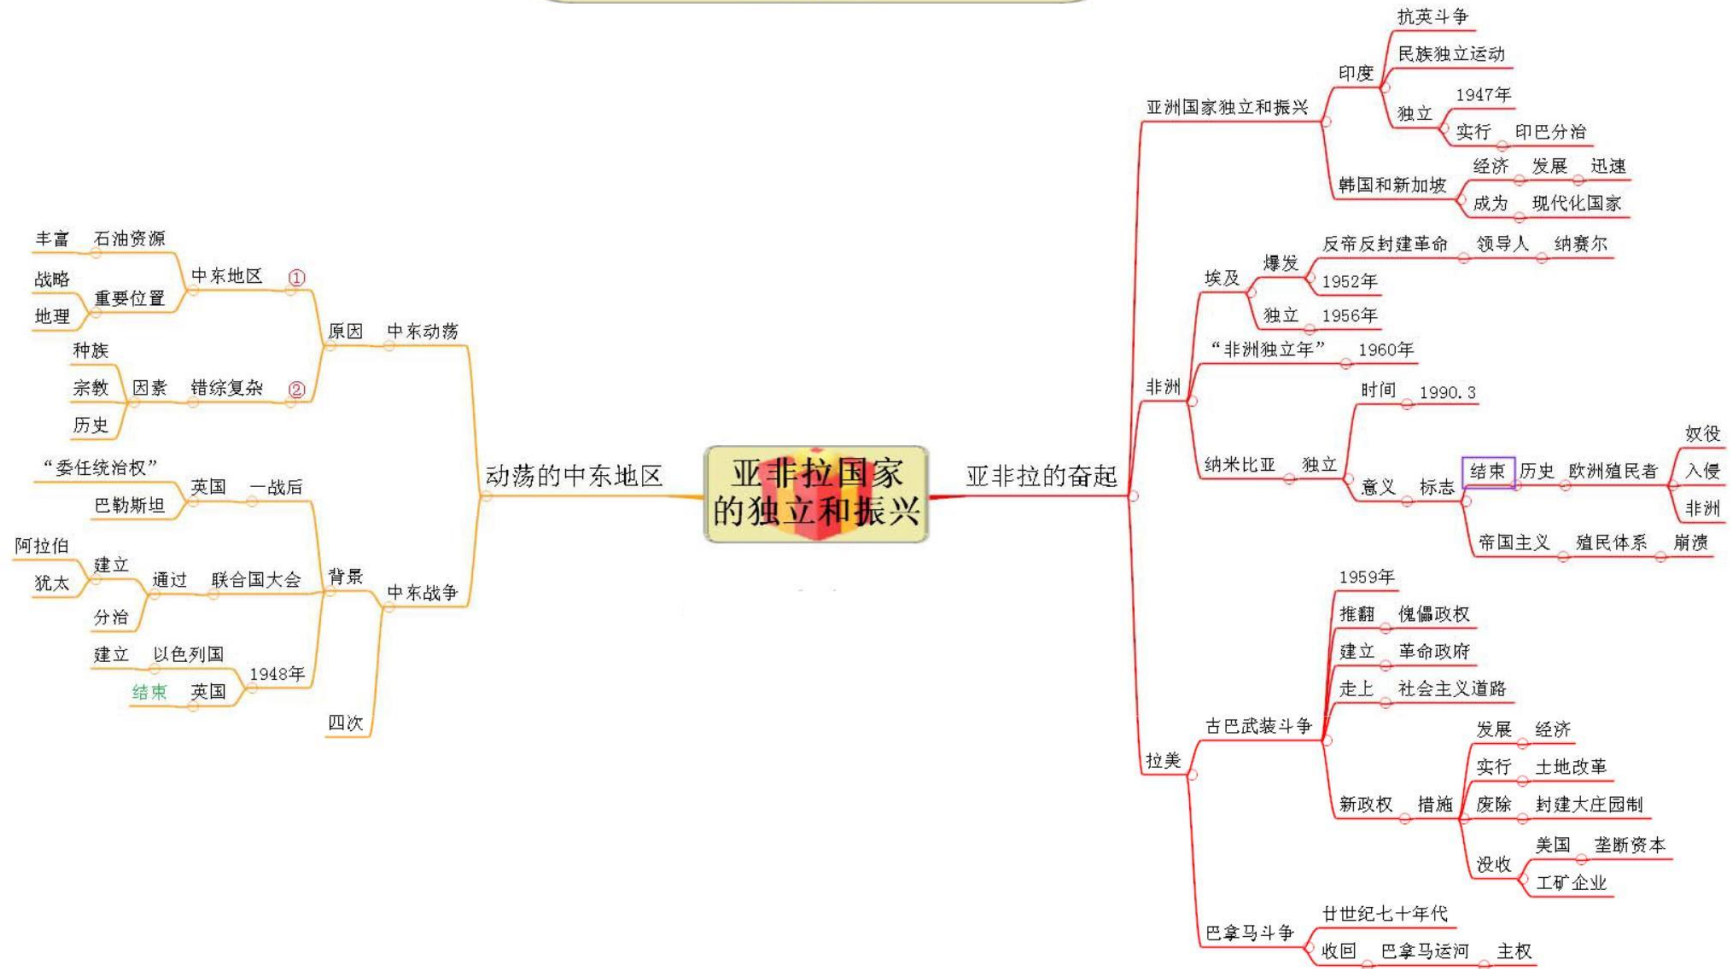 亚非拉国家
的独立和振兴
亚非拉的奋起
亚洲国家独立和振兴
印度
抗英斗争
民族独立运动
独立
1947年
实行 印巴分治
韩国和新加坡
经济 发展 迅速
成为 现代化国家
非洲
埃及
爆发
反帝反封建革命 领导人 纳赛尔
1952年
独立 1956年
“非洲独立年” 1960年
纳米比亚 独立
时间 1990.3
意义 标志
结束 历史 欧洲殖民者
奴役
入侵
非洲
帝国主义 殖民体系 崩溃
拉美
古巴武装斗争
1959年
推翻 傀儡政权
建立 革命政府
走上 社会主义道路
新政权 措施
发展 经济
实行 土地改革
废除 封建大庄园制
没收
美国 垄断资本
工矿企业
巴拿马斗争
廿世纪七十年代
收回 巴拿马运河 主权
动荡的中东地区
原因 中东动荡
中东地区 ①
丰富 石油资源
重要位置
战略
地理
因素 错综复杂 ②
种族
宗教
历史
中东战争
背景
英国 一战后
“委任统治权”
巴勒斯坦
通过 联合国大会
建立
阿拉伯
犹太
分治
1948年
建立 以色列国
结束 英国
四次